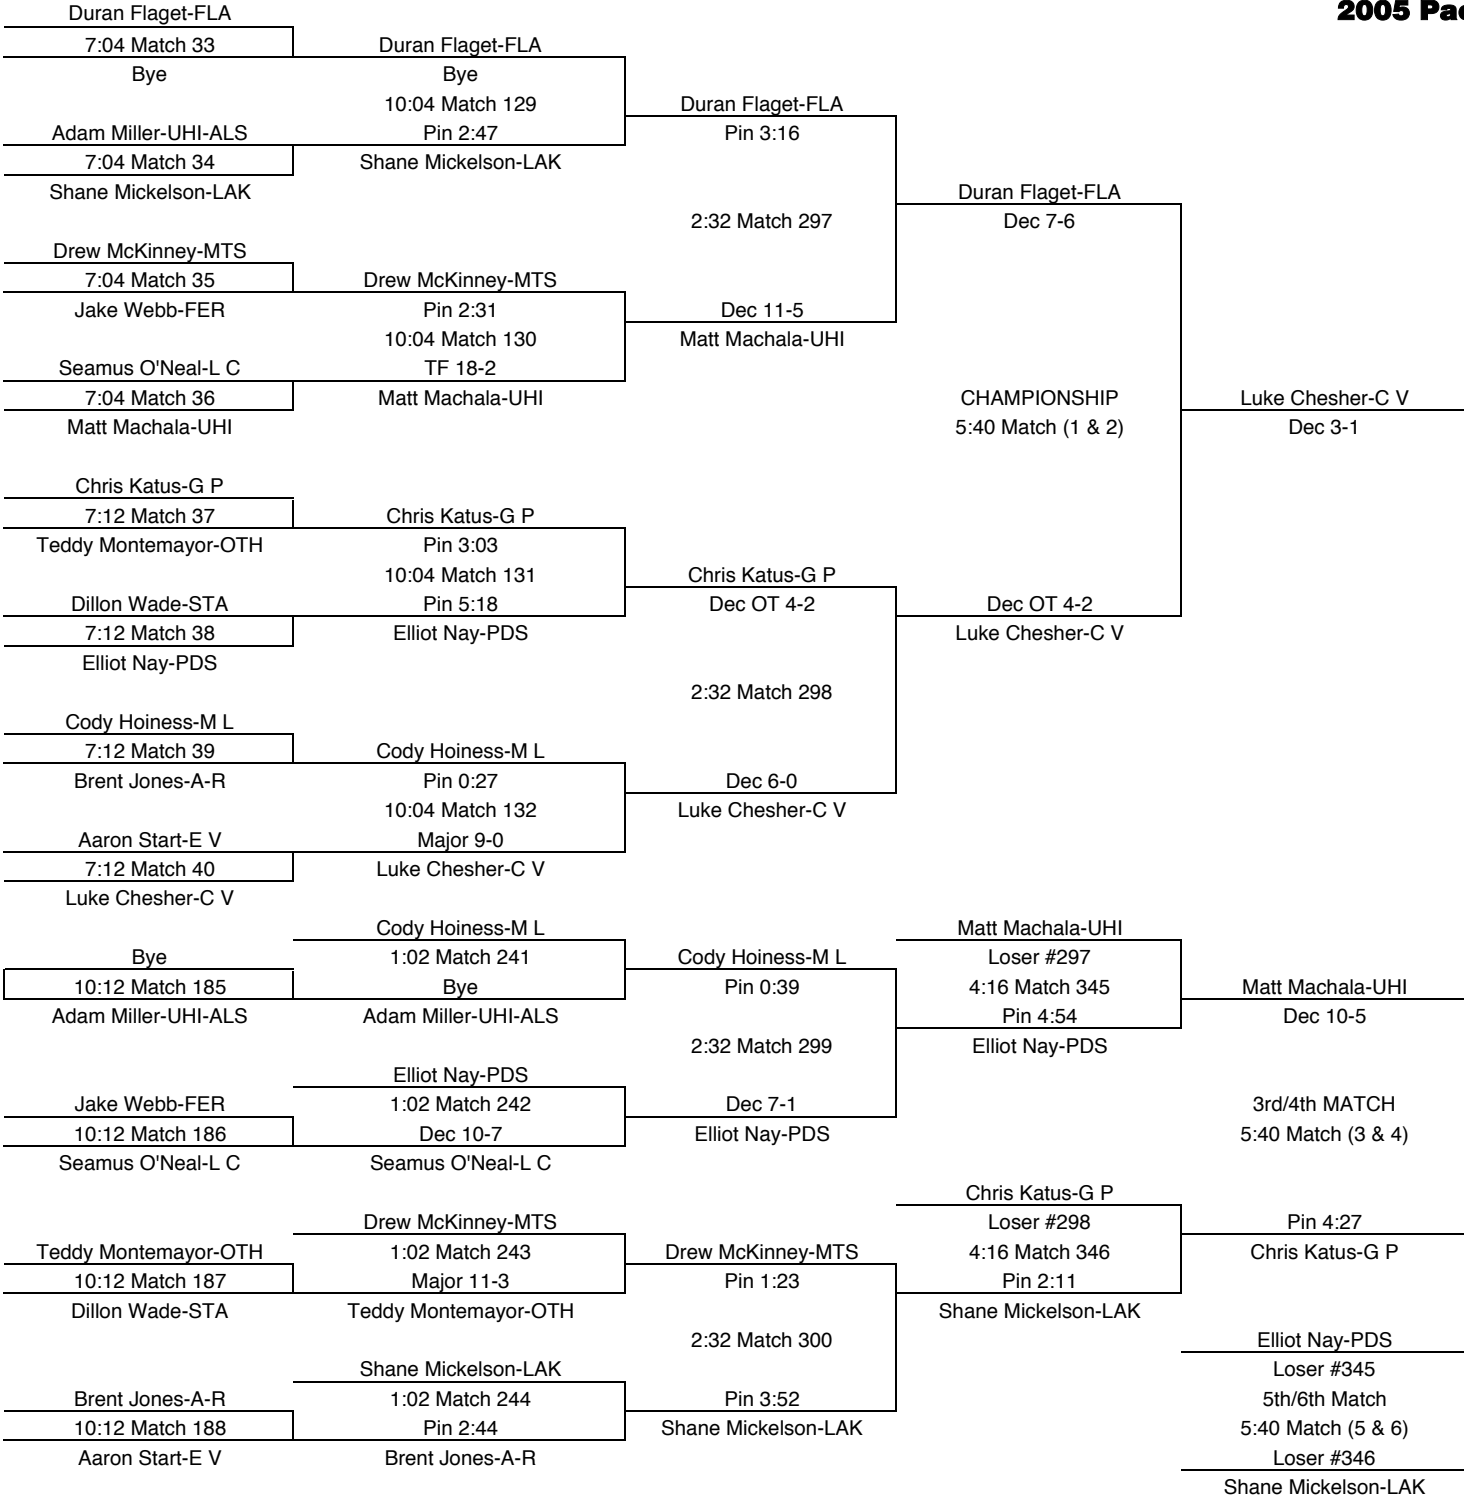 2005 Pac
Duran Flaget-FLA
7:04 Match 33
Bye
Adam Miller-UHI-ALS
7:04 Match 34
Shane Mickelson-LAK
Drew McKinney-MTS
7:04 Match 35
Jake Webb-FER
Seamus O'Neal-L C
7:04 Match 36
Matt Machala-UHI
Chris Katus-G P
7:12 Match 37
Teddy Montemayor-OTH
Dillon Wade-STA
7:12 Match 38
Elliot Nay-PDS
Cody Hoiness-M L
7:12 Match 39
Brent Jones-A-R
Aaron Start-E V
7:12 Match 40
Luke Chesher-C V
Duran Flaget-FLA
Bye
10:04 Match 129
Pin 2:47
Shane Mickelson-LAK
Drew McKinney-MTS
Pin 2:31
10:04 Match 130
TF 18-2
Matt Machala-UHI
Chris Katus-G P
Pin 3:03
10:04 Match 131
Pin 5:18
Elliot Nay-PDS
Cody Hoiness-M L
Pin 0:27
10:04 Match 132
Major 9-0
Luke Chesher-C V
Duran Flaget-FLA
Pin 3:16
2:32 Match 297
Dec 11-5
Matt Machala-UHI
Chris Katus-G P
Dec OT 4-2
2:32 Match 298
Dec 6-0
Luke Chesher-C V
Duran Flaget-FLA
Dec 7-6
CHAMPIONSHIP
5:40 Match (1 & 2)
Dec OT 4-2
Luke Chesher-C V
Luke Chesher-C V
Dec 3-1
Bye
10:12 Match 185
Adam Miller-UHI-ALS
Jake Webb-FER
10:12 Match 186
Seamus O'Neal-L C
Teddy Montemayor-OTH
10:12 Match 187
Dillon Wade-STA
Brent Jones-A-R
10:12 Match 188
Aaron Start-E V
Cody Hoiness-M L
1:02 Match 241
Bye
Adam Miller-UHI-ALS
Elliot Nay-PDS
1:02 Match 242
Dec 10-7
Seamus O'Neal-L C
Drew McKinney-MTS
1:02 Match 243
Major 11-3
Teddy Montemayor-OTH
Shane Mickelson-LAK
1:02 Match 244
Pin 2:44
Brent Jones-A-R
Cody Hoiness-M L
Pin 0:39
2:32 Match 299
Dec 7-1
Elliot Nay-PDS
Drew McKinney-MTS
Pin 1:23
2:32 Match 300
Pin 3:52
Shane Mickelson-LAK
Matt Machala-UHI
Loser #297
4:16 Match 345
Pin 4:54
Elliot Nay-PDS
Chris Katus-G P
Loser #298
4:16 Match 346
Pin 2:11
Shane Mickelson-LAK
Matt Machala-UHI
Dec 10-5
3rd/4th MATCH
5:40 Match (3 & 4)
Pin 4:27
Chris Katus-G P
Elliot Nay-PDS
Loser #345
5th/6th Match
5:40 Match (5 & 6)
Loser #346
Shane Mickelson-LAK